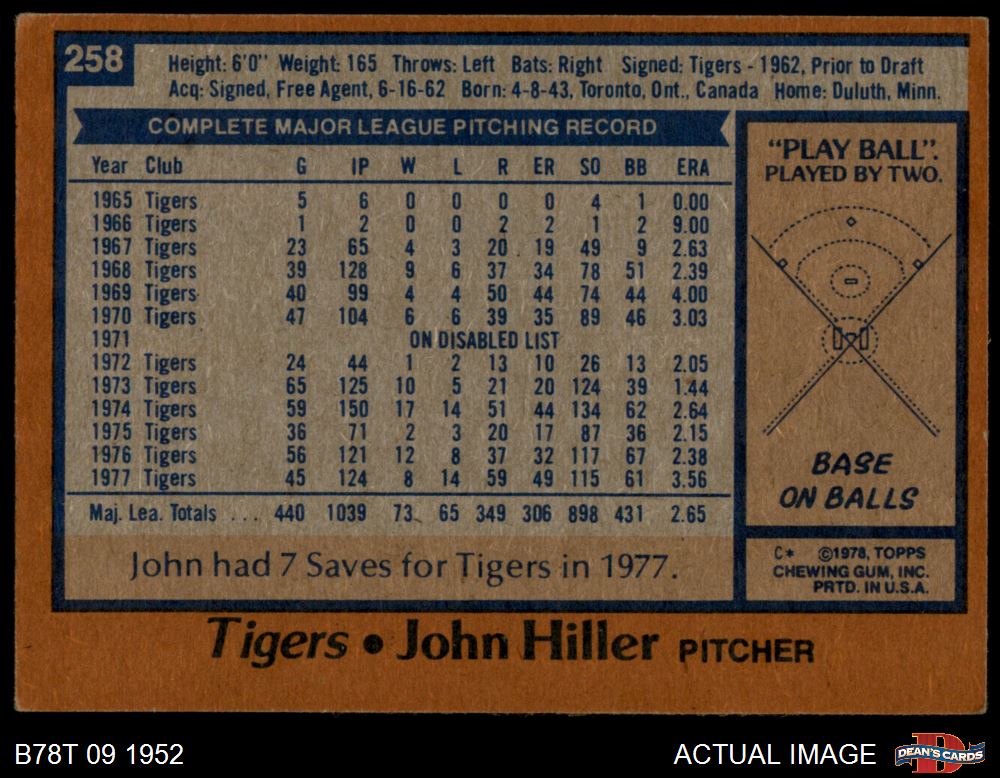 258
Height: 6'0" Weight: 165 Throws: Left Bats: Right Signed: Tigers - 1962, Prior to Draft
Acq: Signed, Free Agent, 6-16-62 Born: 4-8-43, Toronto, Ont., Canada Home: Duluth, Minn.
COMPLETE MAJOR LEAGUE PITCHING RECORD
Year Club G IP W L R ER SO BB ERA
1965 Tigers 5 6 0 0 0 0 4 1 0.00
1966 Tigers 1 2 0 0 2 2 1 2 9.00
1967 Tigers 23 65 4 3 20 19 49 9 2.63
1968 Tigers 39 128 9 6 37 34 78 51 2.39
1969 Tigers 40 99 4 4 50 44 74 44 4.00
1970 Tigers 47 104 6 6 39 35 89 46 3.03
1971 ON DISABLED LIST
1972 Tigers 24 44 1 2 13 10 26 13 2.05
1973 Tigers 65 125 10 5 21 20 124 39 1.44
1974 Tigers 59 150 17 14 51 44 134 62 2.64
1975 Tigers 36 71 2 3 20 17 87 36 2.15
1976 Tigers 56 121 12 8 37 32 117 67 2.38
1977 Tigers 45 124 8 14 59 49 115 61 3.56
Maj. Lea. Totals ... 440 1039 73 65 349 306 898 431 2.65
John had 7 Saves for Tigers in 1977.
"PLAY BALL".
PLAYED BY TWO.
BASE
ON BALLS
C* ©1978, TOPPS
CHEWING GUM, INC.
PRTD. IN U.S.A.
Tigers • John Hiller PITCHER
B78T 09 1952
ACTUAL IMAGE
DEAN'S CARDS